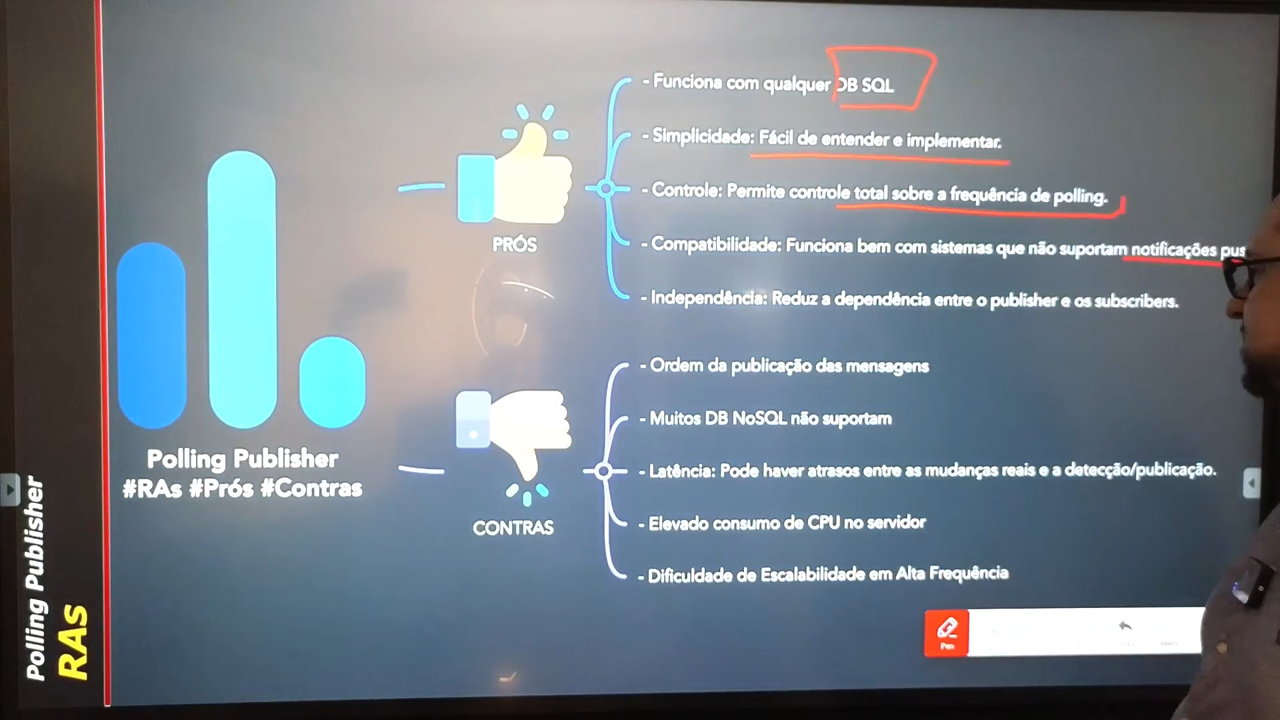 Polling Publisher
RAs
Polling Publisher
#RAs #Prós #Contras
PRÓS
- Funciona com qualquer DB SQL
- Simplicidade: Fácil de entender e implementar.
- Controle: Permite controle total sobre a frequência de polling.
- Compatibilidade: Funciona bem com sistemas que não suportam notificações pus
- Independência: Reduz a dependência entre o publisher e os subscribers.
CONTRAS
- Ordem da publicação das mensagens
- Muitos DB NoSQL não suportam
- Latência: Pode haver atrasos entre as mudanças reais e a detecção/publicação.
- Elevado consumo de CPU no servidor
- Dificuldade de Escalabilidade em Alta Frequência
Pen